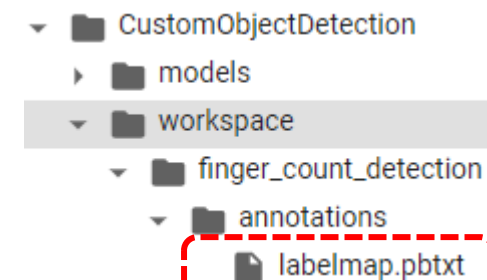 CustomObjectDetection
models
workspace
finger_count_detection
annotations
labelmap.pbtxt